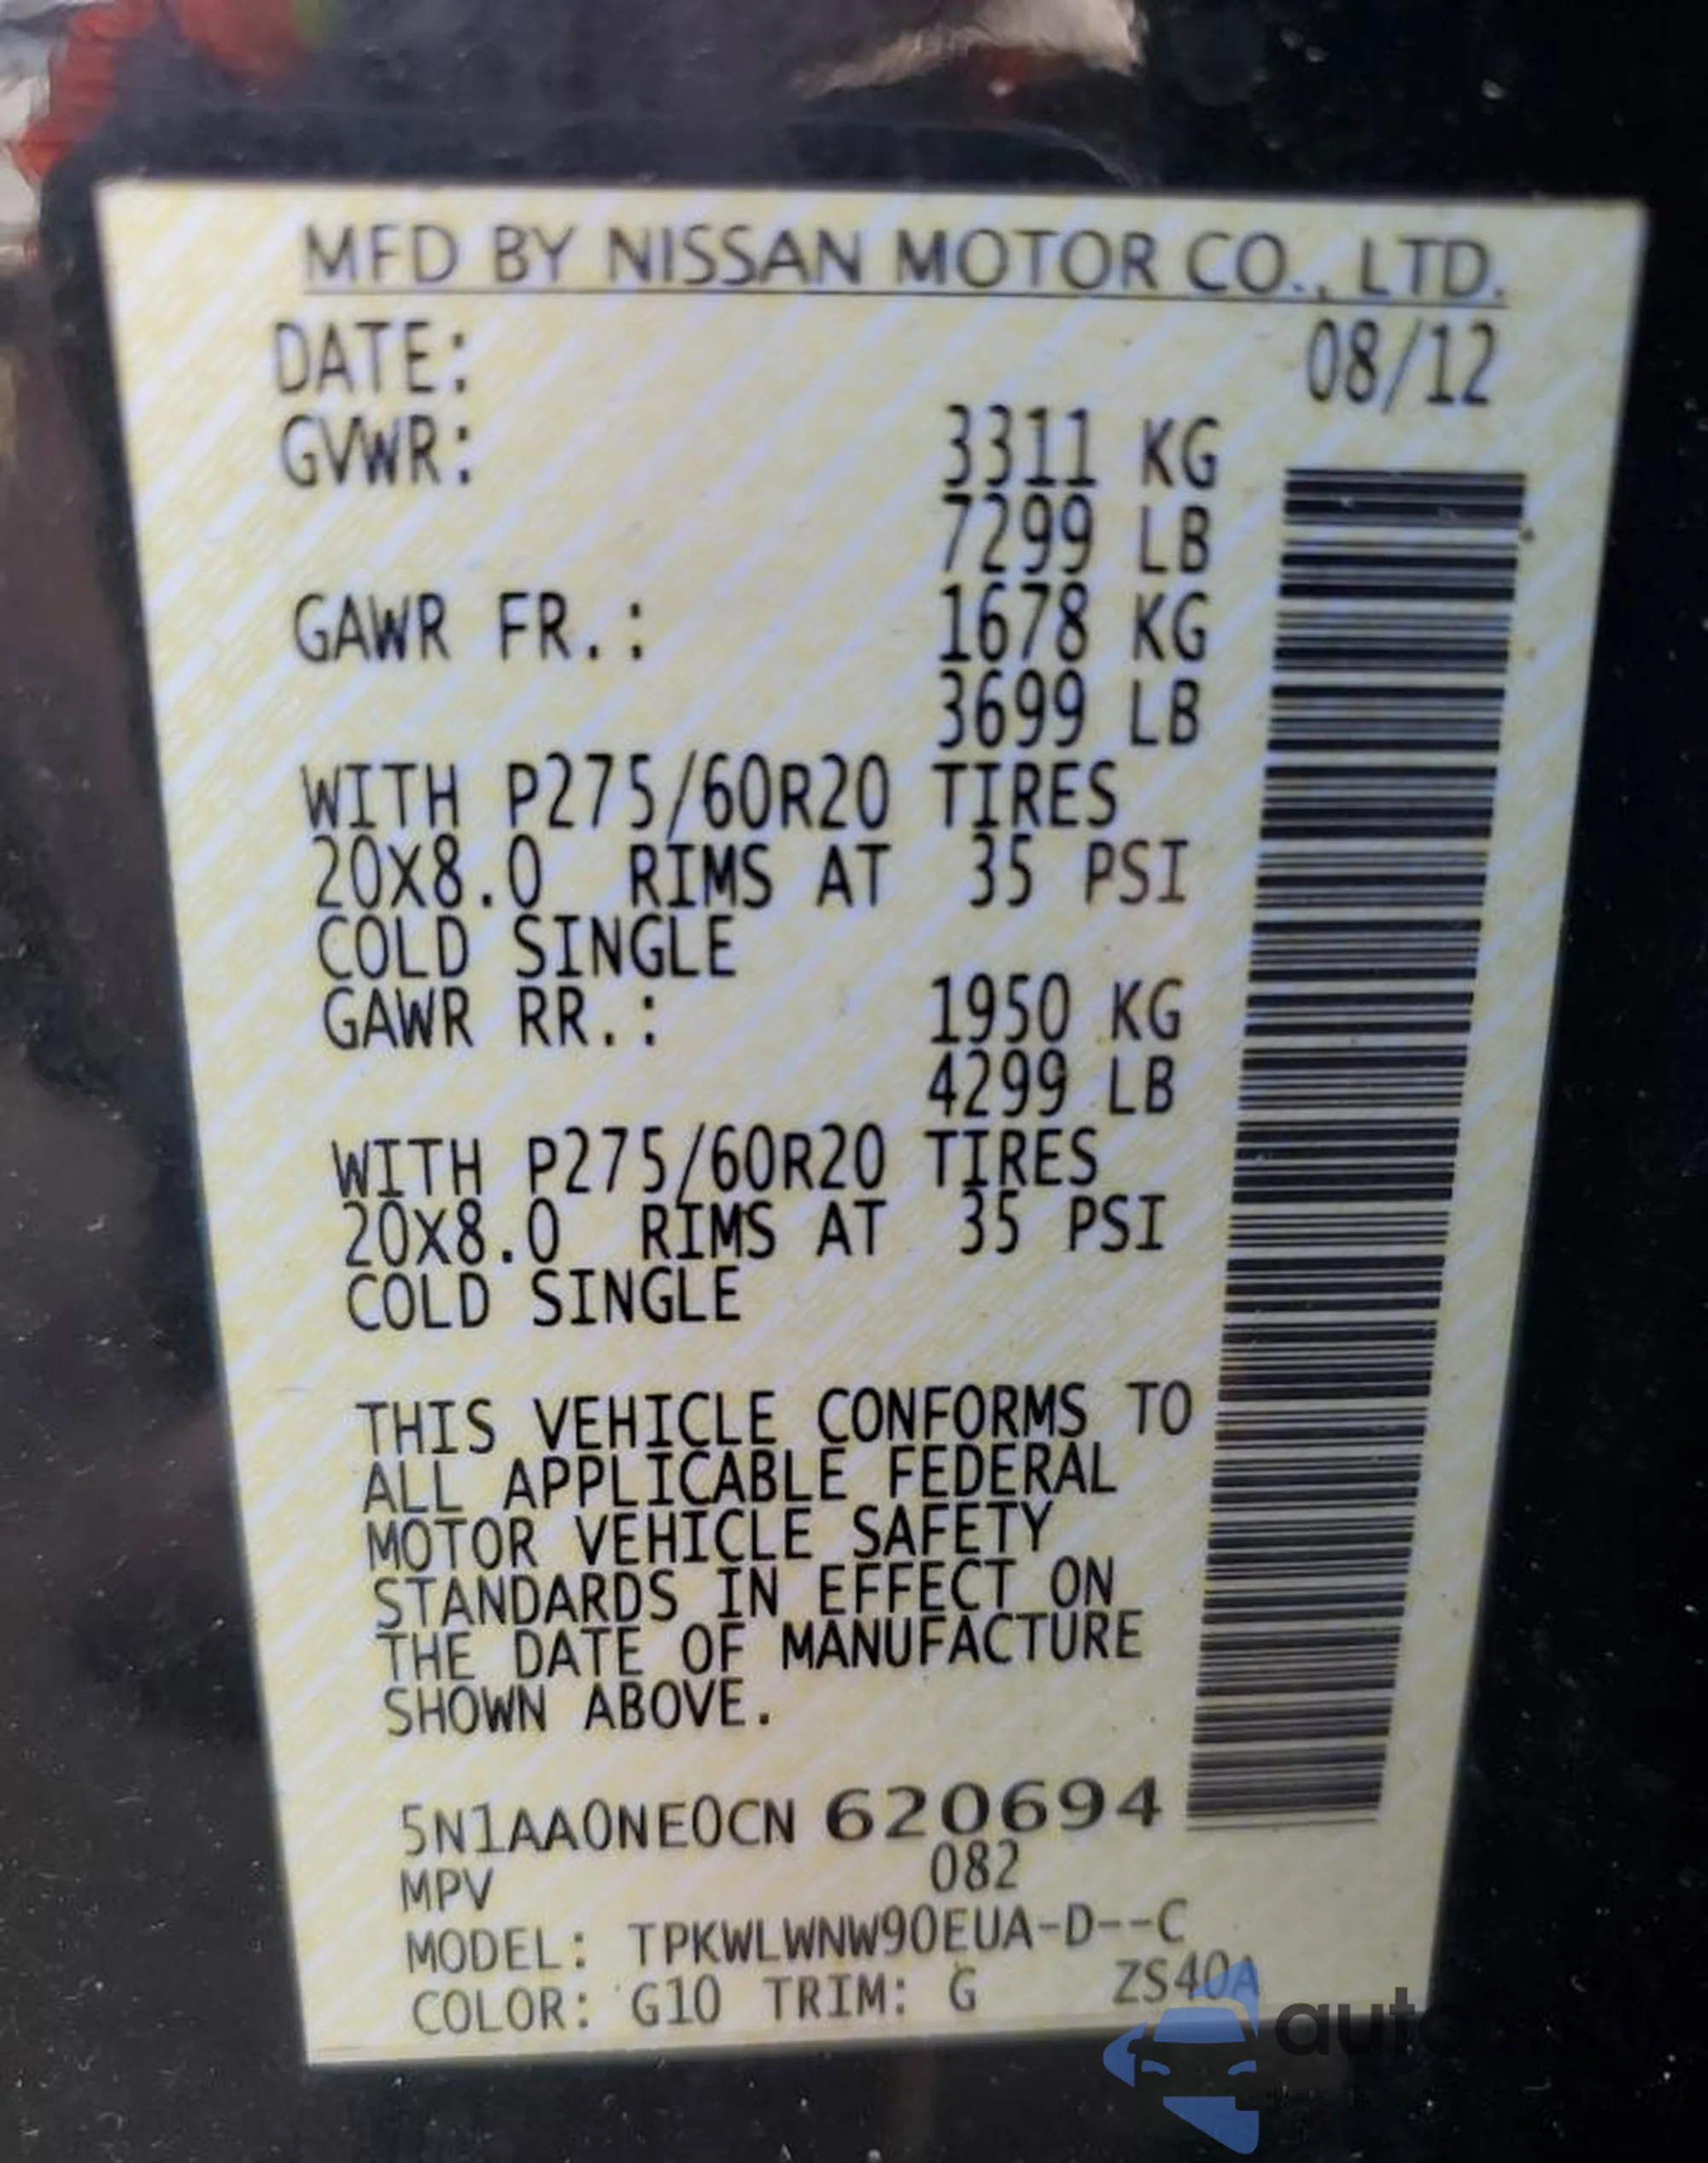 MFD BY NISSAN MOTOR CO., LTD.
DATE: 08/12
GVWR: 3311 KG
7299 LB
GAWR FR.: 1678 KG
3699 LB
WITH P275/60R20 TIRES
20X8.0 RIMS AT 35 PSI
COLD SINGLE
GAWR RR.: 1950 KG
4299 LB
WITH P275/60R20 TIRES
20X8.0 RIMS AT 35 PSI
COLD SINGLE
THIS VEHICLE CONFORMS TO
ALL APPLICABLE FEDERAL
MOTOR VEHICLE SAFETY
STANDARDS IN EFFECT ON
THE DATE OF MANUFACTURE
SHOWN ABOVE.
5N1AA0NE0CN 620694
MPV 082
MODEL: TPKWLWNW90EUA-D--C
COLOR: G10 TRIM: G ZS40A